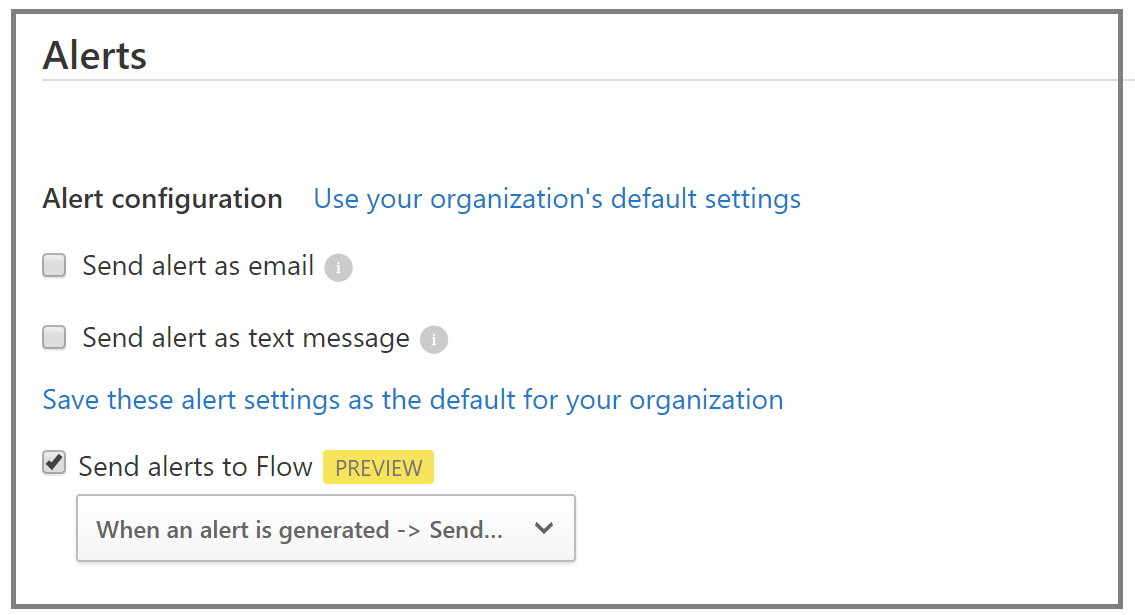 Alerts
Alert configuration Use your organization's default settings
Send alert as email i
Send alert as text message i
Save these alert settings as the default for your organization
Send alerts to Flow PREVIEW
When an alert is generated -> Send...